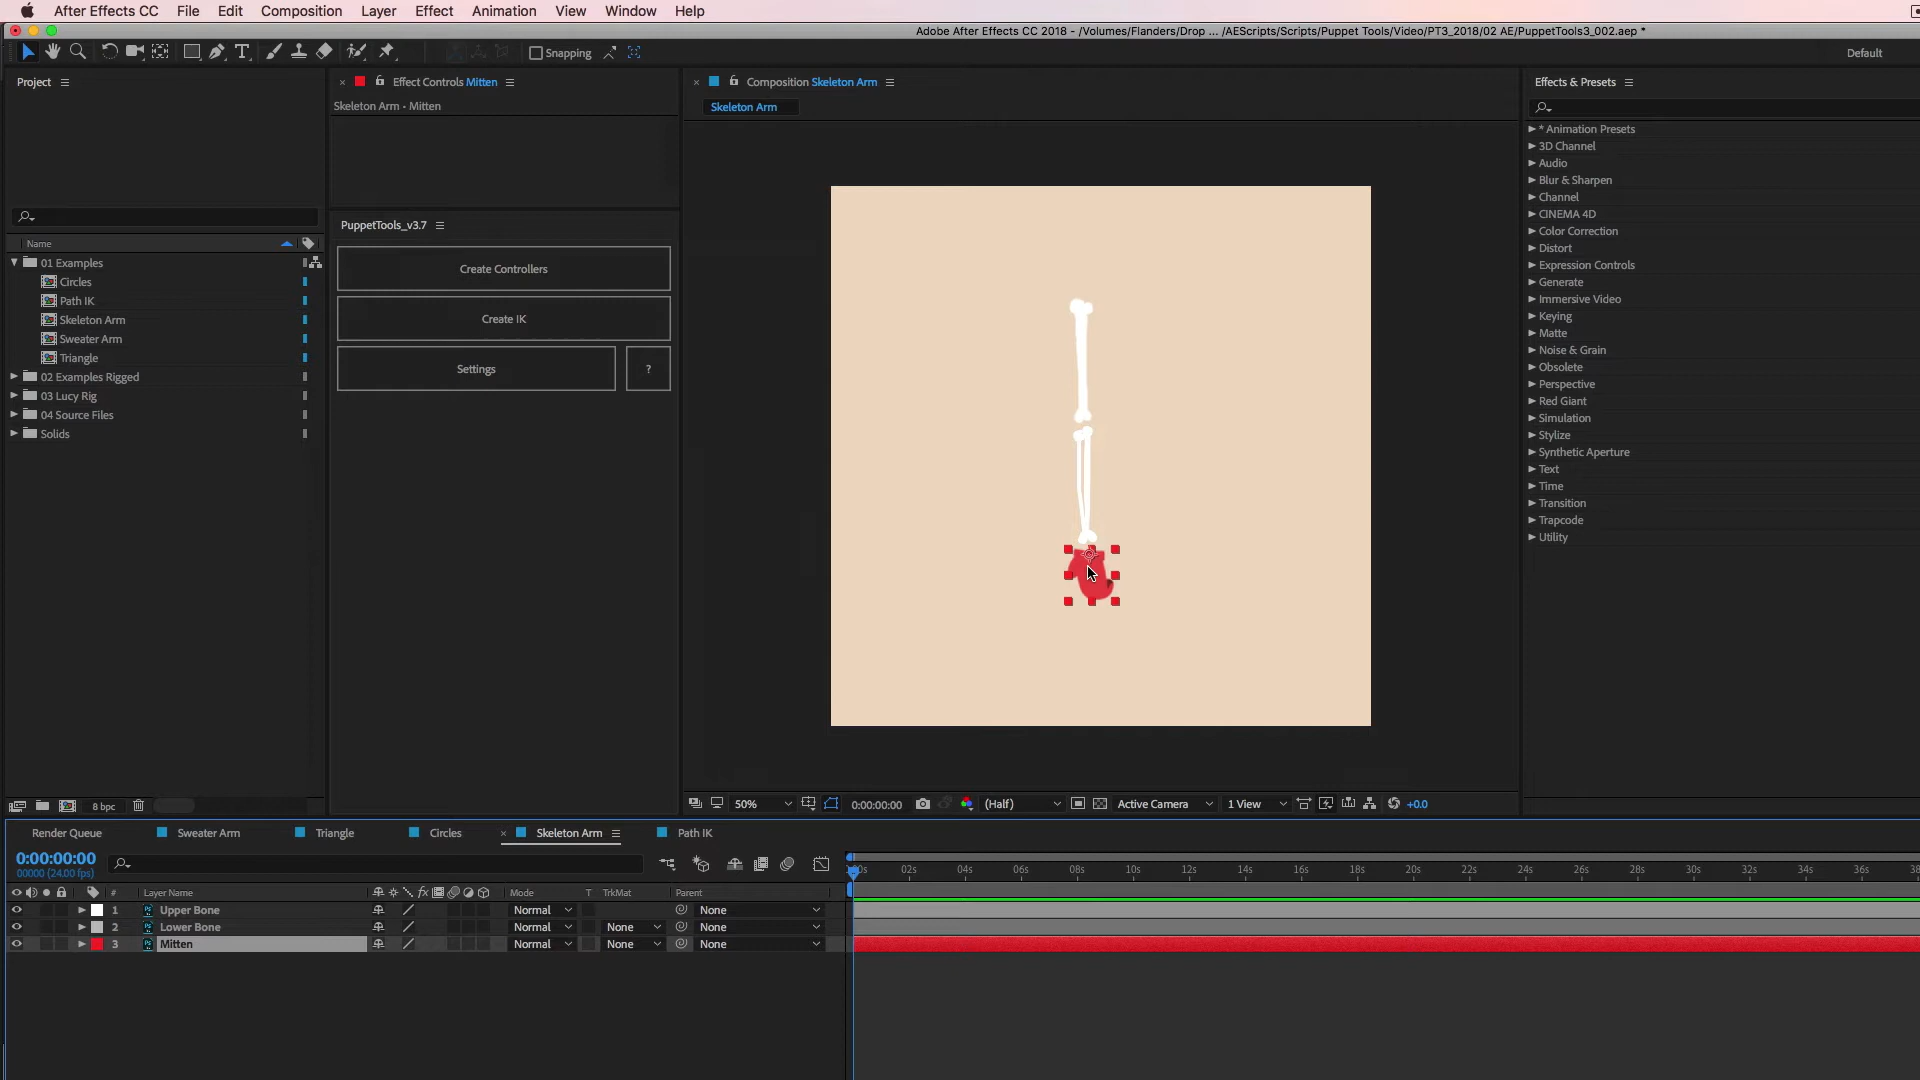 After Effects CC File Edit Composition Layer Effect Animation View Window Help
Adobe After Effects CC 2018 - /Volumes/Flanders/Drop ... /AEScripts/Scripts/Puppet Tools/Video/PT3_2018/02 AE/PuppetTools3_002.aep *
Snapping
Default
Project
Effect Controls Mitten
Composition Skeleton Arm
Effects & Presets
Skeleton Arm • Mitten
Skeleton Arm
* Animation Presets
3D Channel
Audio
Blur & Sharpen
Channel
CINEMA 4D
Color Correction
Distort
Expression Controls
Generate
Immersive Video
Keying
Matte
Noise & Grain
Obsolete
Perspective
Red Giant
Simulation
Stylize
Synthetic Aperture
Text
Time
Transition
Trapcode
Utility
PuppetTools_v3.7
Create Controllers
Create IK
Settings
?
Name
01 Examples
Circles
Path IK
Skeleton Arm
Sweater Arm
Triangle
02 Examples Rigged
03 Lucy Rig
04 Source Files
Solids
8 bpc
50%
0:00:00:00
(Half)
Active Camera
1 View
+0.0
Render Queue
Sweater Arm
Triangle
Circles
Skeleton Arm
Path IK
0:00:00:00
00000 (24.00 fps)
02s 04s 06s 08s 10s 12s 14s 16s 18s 20s 22s 24s 26s 28s 30s 32s 34s 36s
# Layer Name Mode T TrkMat Parent
1 Upper Bone Normal None
2 Lower Bone Normal None None
3 Mitten Normal None None